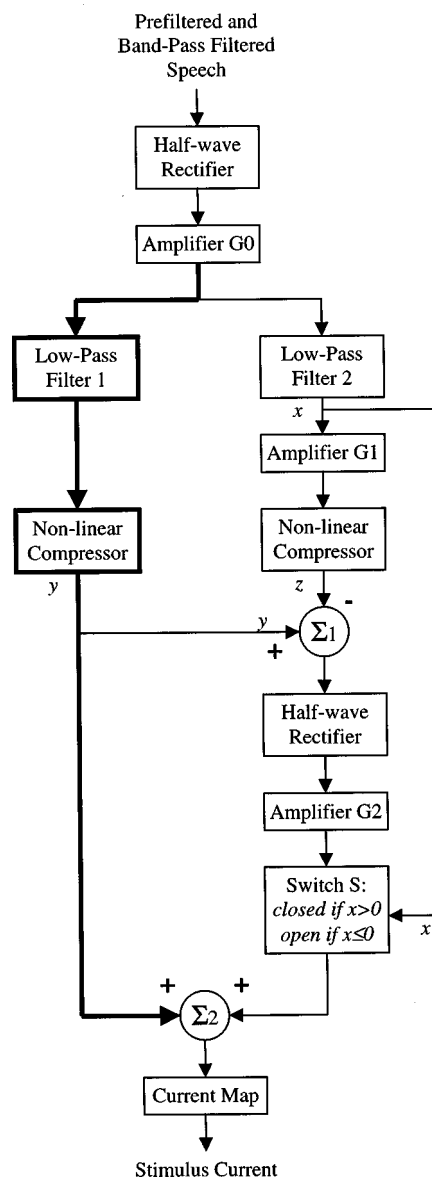 Prefiltered and
Band-Pass Filtered
Speech
Half-wave
Rectifier
Amplifier G0
Low-Pass
Filter 1
Low-Pass
Filter 2
x
Amplifier G1
Non-linear
Compressor
y
Non-linear
Compressor
z
-
y
+
Σ1
Half-wave
Rectifier
Amplifier G2
Switch S:
closed if x>0
open if x≤0
x
+
+
Σ2
Current Map
Stimulus Current